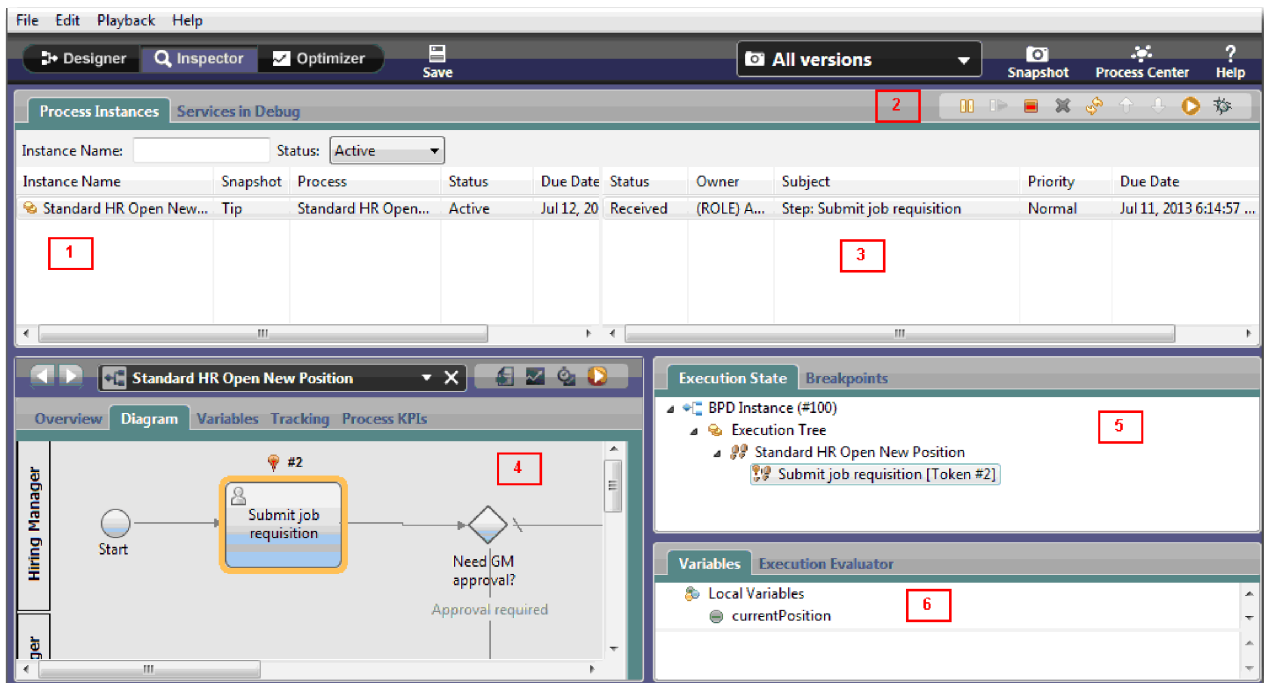 File Edit Playback Help
Designer Inspector Optimizer Save All versions Snapshot Process Center ? Help
Process Instances Services in Debug 2
Instance Name: Status: Active
Instance Name Snapshot Process Status Due Date Status Owner Subject Priority Due Date
Standard HR Open New... Tip Standard HR Open... Active Jul 12, 20 Received (ROLE) A... Step: Submit job requisition Normal Jul 11, 2013 6:14:57 ...
1 3
Standard HR Open New Position
Overview Diagram Variables Tracking Process KPIs
Hiring Manager
#2
4
Start
Submit job
requisition
Need GM
approval?
Approval required
ger
Execution State Breakpoints
BPD Instance (#100)
5
Execution Tree
Standard HR Open New Position
Submit job requisition [Token #2]
Variables Execution Evaluator
Local Variables
6
currentPosition